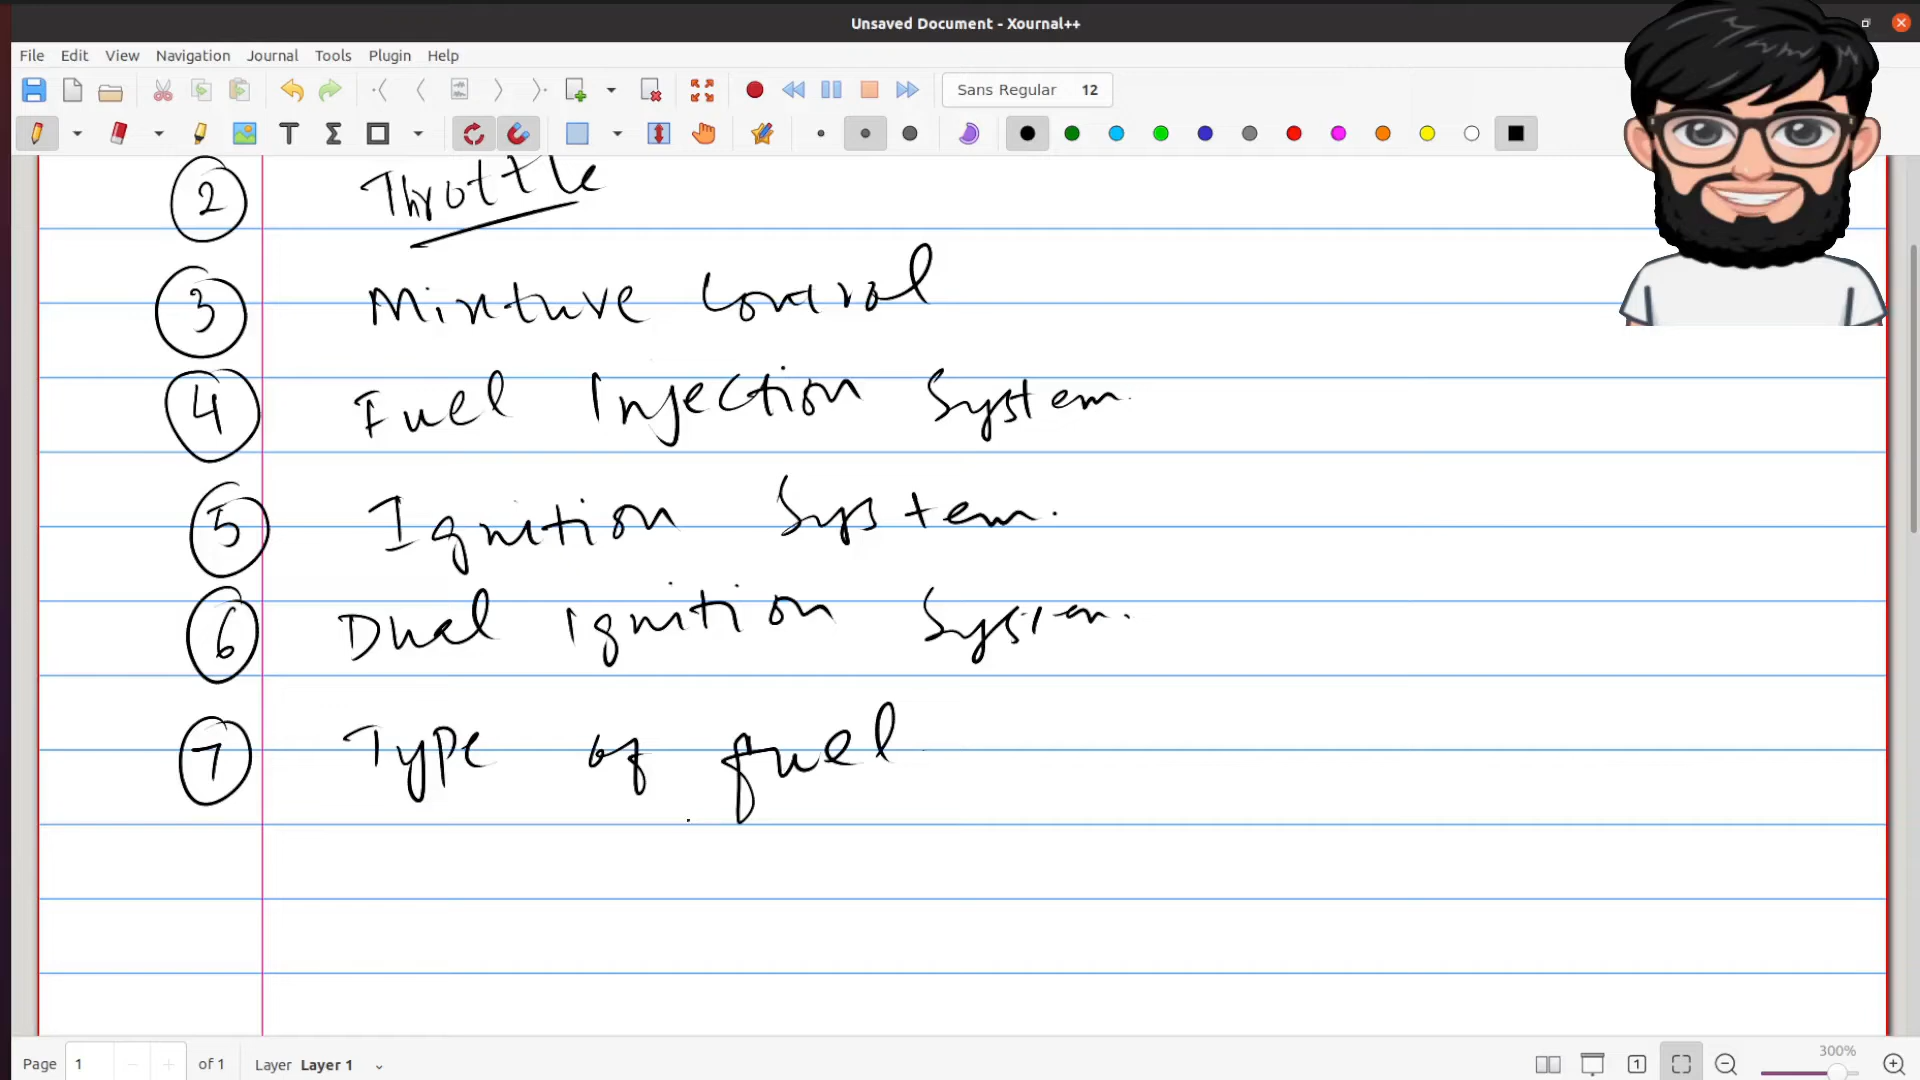 Unsaved Document - Xournal++
File Edit View Navigation Journal Tools Plugin Help
Sans Regular 12
2 Throttle
3 Mixture Control
4 Fuel Injection System.
5 Ignition System.
6 Dual ignition System.
7 Type of fuel
Page 1 of 1 Layer Layer 1 1 300%